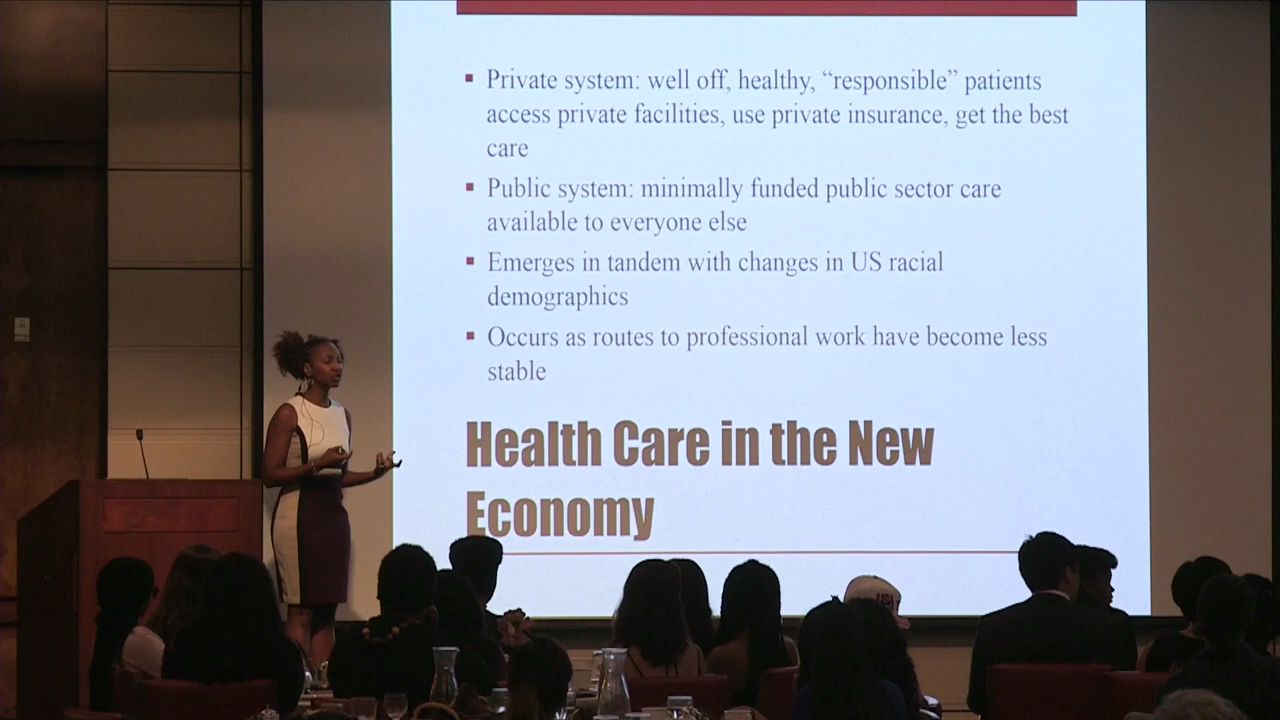 ▪ Private system: well off, healthy, “responsible” patients
access private facilities, use private insurance, get the best
care
▪ Public system: minimally funded public sector care
available to everyone else
▪ Emerges in tandem with changes in US racial
demographics
▪ Occurs as routes to professional work have become less
stable
Health Care in the New
Economy